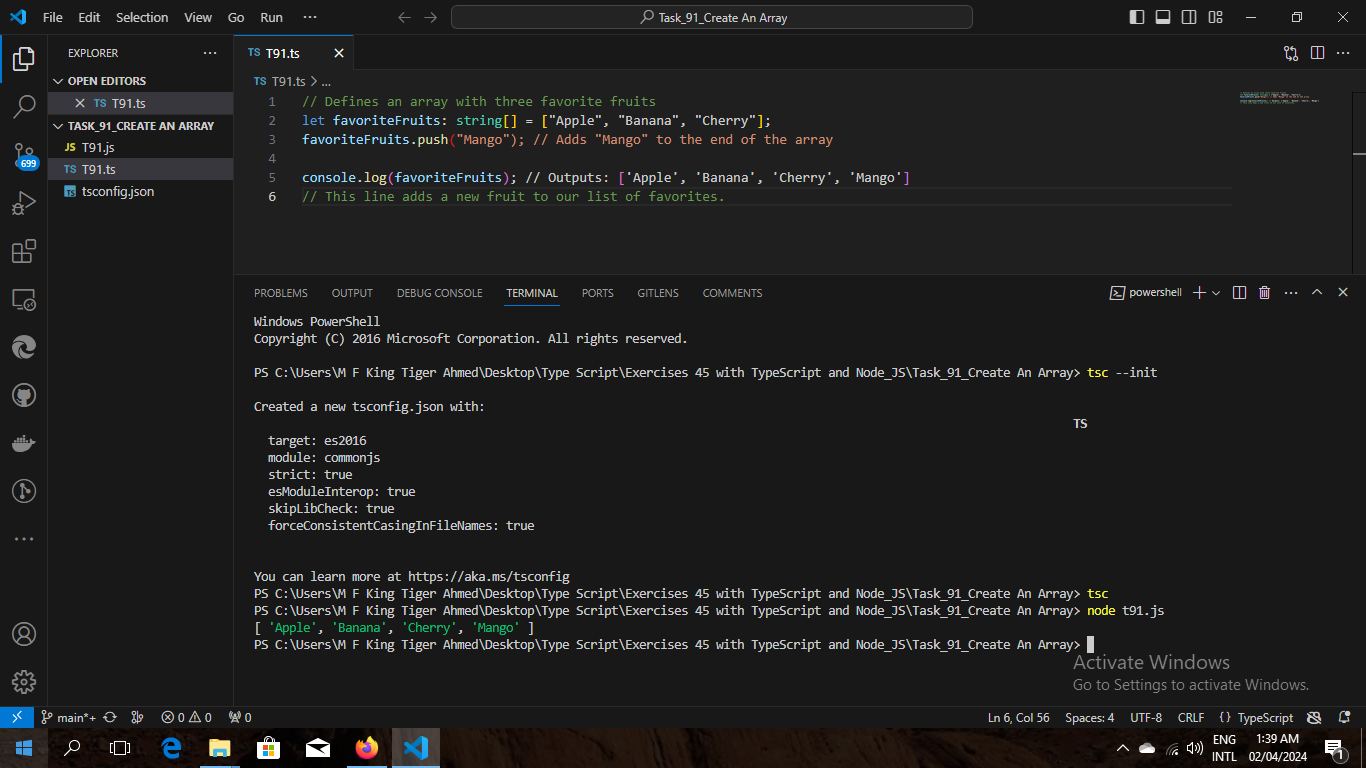 File Edit Selection View Go Run ···
Task_91_Create An Array
EXPLORER ···
OPEN EDITORS
TS T91.ts
TASK_91_CREATE AN ARRAY
JS T91.js
TS T91.ts
tsconfig.json
699
TS T91.ts
TS T91.ts > ...
1 // Defines an array with three favorite fruits
2 let favoriteFruits: string[] = ["Apple", "Banana", "Cherry"];
3 favoriteFruits.push("Mango"); // Adds "Mango" to the end of the array
4
5 console.log(favoriteFruits); // Outputs: ['Apple', 'Banana', 'Cherry', 'Mango']
6 // This line adds a new fruit to our list of favorites.
PROBLEMS OUTPUT DEBUG CONSOLE TERMINAL PORTS GITLENS COMMENTS
powershell
Windows PowerShell
Copyright (C) 2016 Microsoft Corporation. All rights reserved.
PS C:\Users\M F King Tiger Ahmed\Desktop\Type Script\Exercises 45 with TypeScript and Node_JS\Task_91_Create An Array> tsc --init
Created a new tsconfig.json with:
TS
target: es2016
module: commonjs
strict: true
esModuleInterop: true
skipLibCheck: true
forceConsistentCasingInFileNames: true
You can learn more at https://aka.ms/tsconfig
PS C:\Users\M F King Tiger Ahmed\Desktop\Type Script\Exercises 45 with TypeScript and Node_JS\Task_91_Create An Array> tsc
PS C:\Users\M F King Tiger Ahmed\Desktop\Type Script\Exercises 45 with TypeScript and Node_JS\Task_91_Create An Array> node t91.js
[ 'Apple', 'Banana', 'Cherry', 'Mango' ]
PS C:\Users\M F King Tiger Ahmed\Desktop\Type Script\Exercises 45 with TypeScript and Node_JS\Task_91_Create An Array>
Activate Windows
Go to Settings to activate Windows.
main*+ 0 0 0 Ln 6, Col 56 Spaces: 4 UTF-8 CRLF {} TypeScript
ENG 1:39 AM
INTL 02/04/2024
1